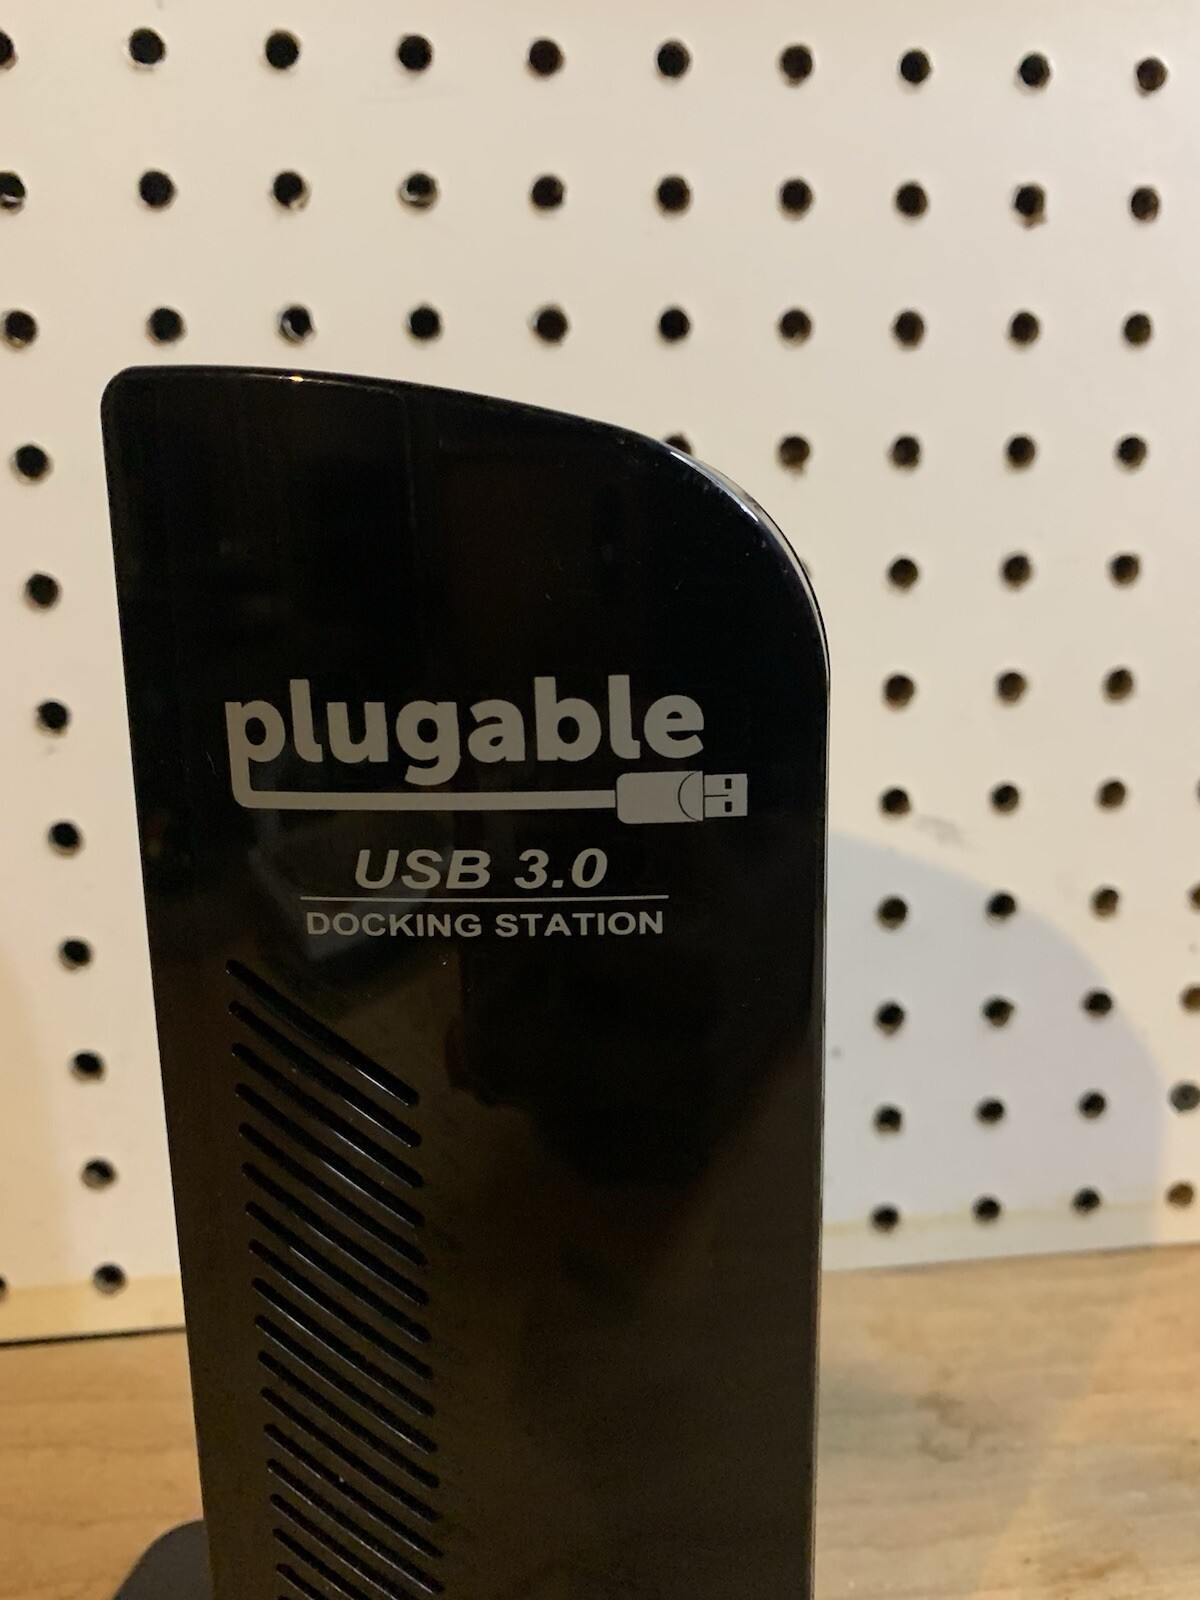 plugable
USB 3.0
DOCKING STATION